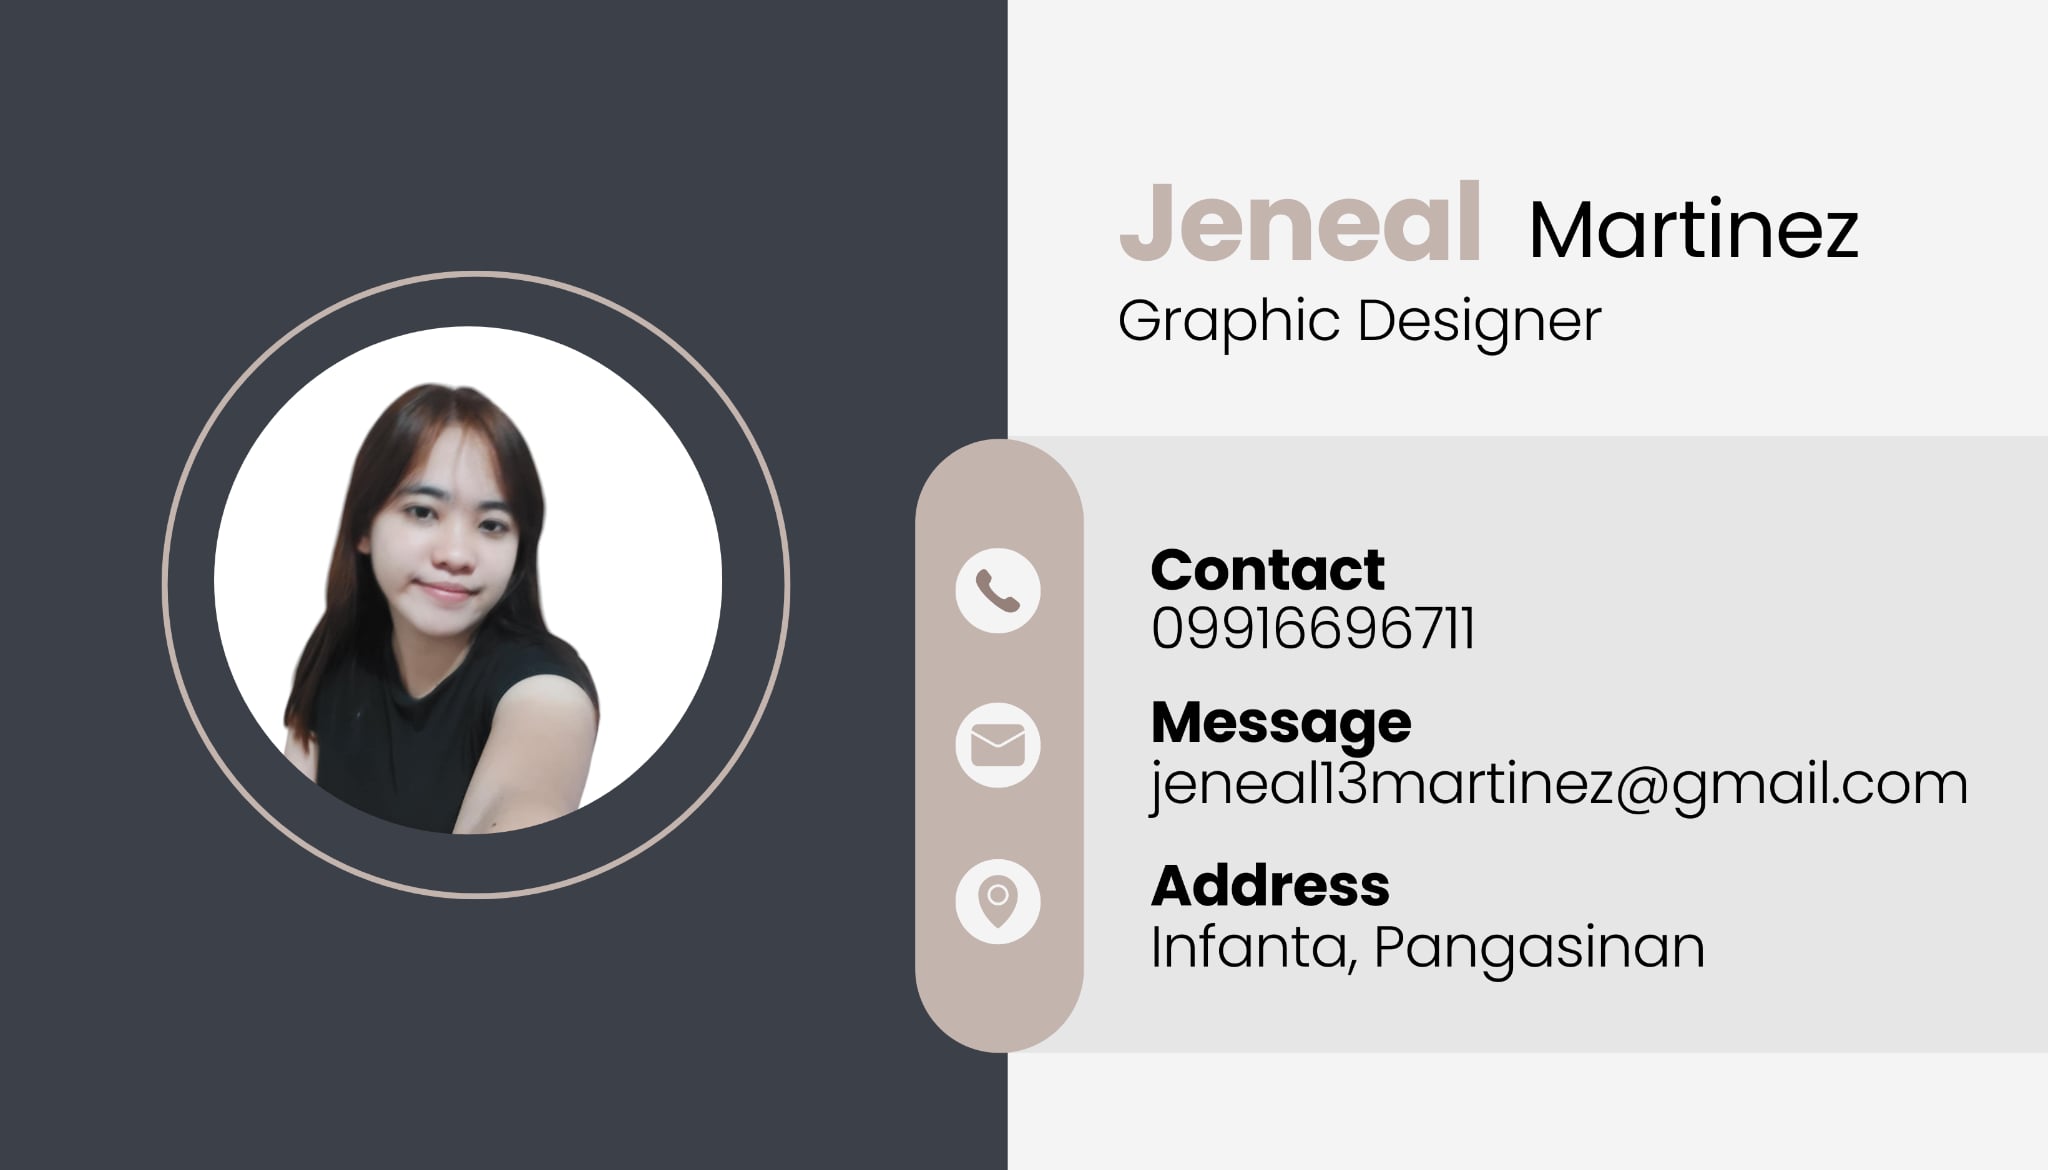 Jeneal Martinez
Graphic Designer
Contact
09916696711
Message
jeneal13martinez@gmail.com
Address
Infanta, Pangasinan